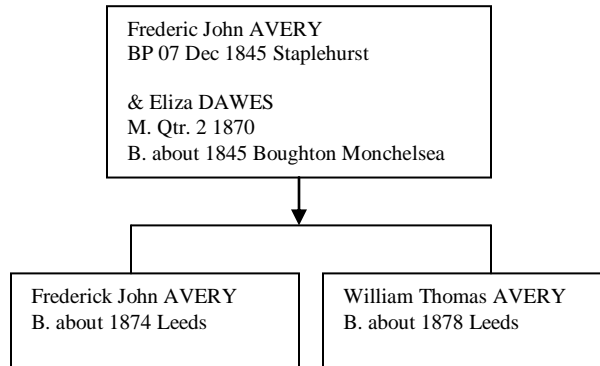 Frederic John AVERY
BP 07 Dec 1845 Staplehurst
& Eliza DAWES
M. Qtr. 2 1870
B. about 1845 Boughton Monchelsea
Frederick John AVERY
B. about 1874 Leeds
William Thomas AVERY
B. about 1878 Leeds